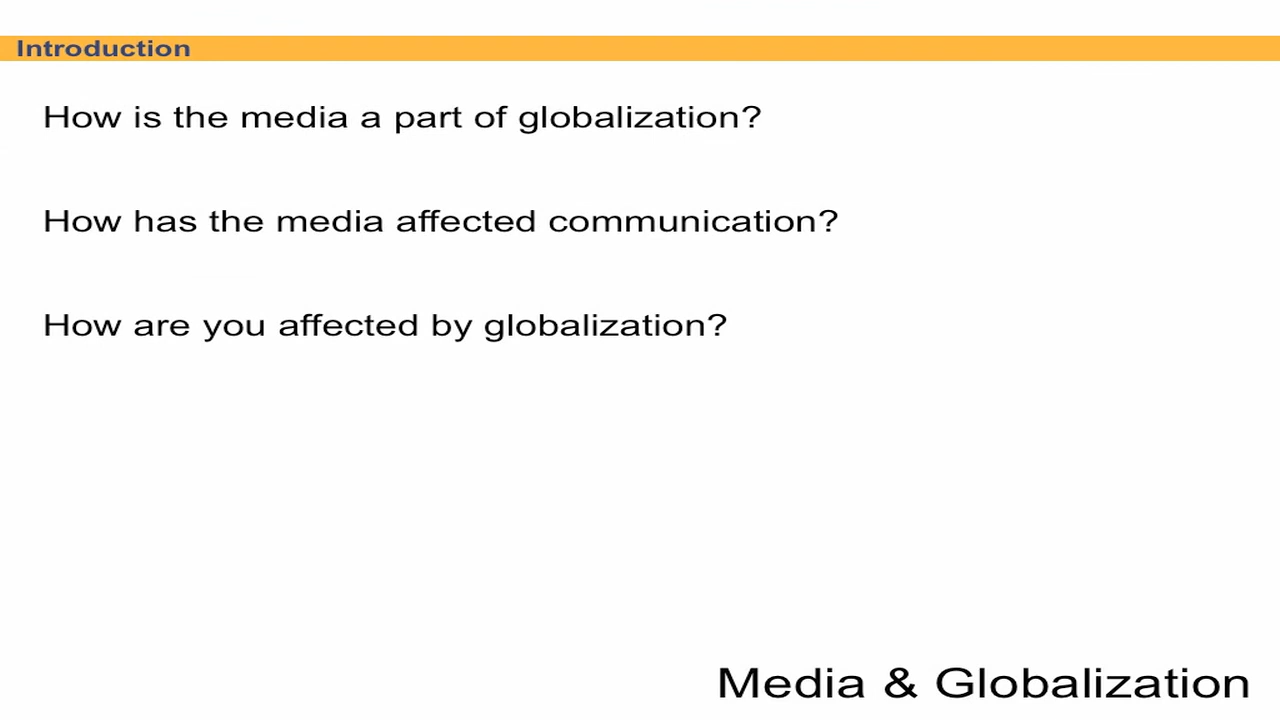 Introduction
How is the media a part of globalization?
How has the media affected communication?
How are you affected by globalization?
Media & Globalization